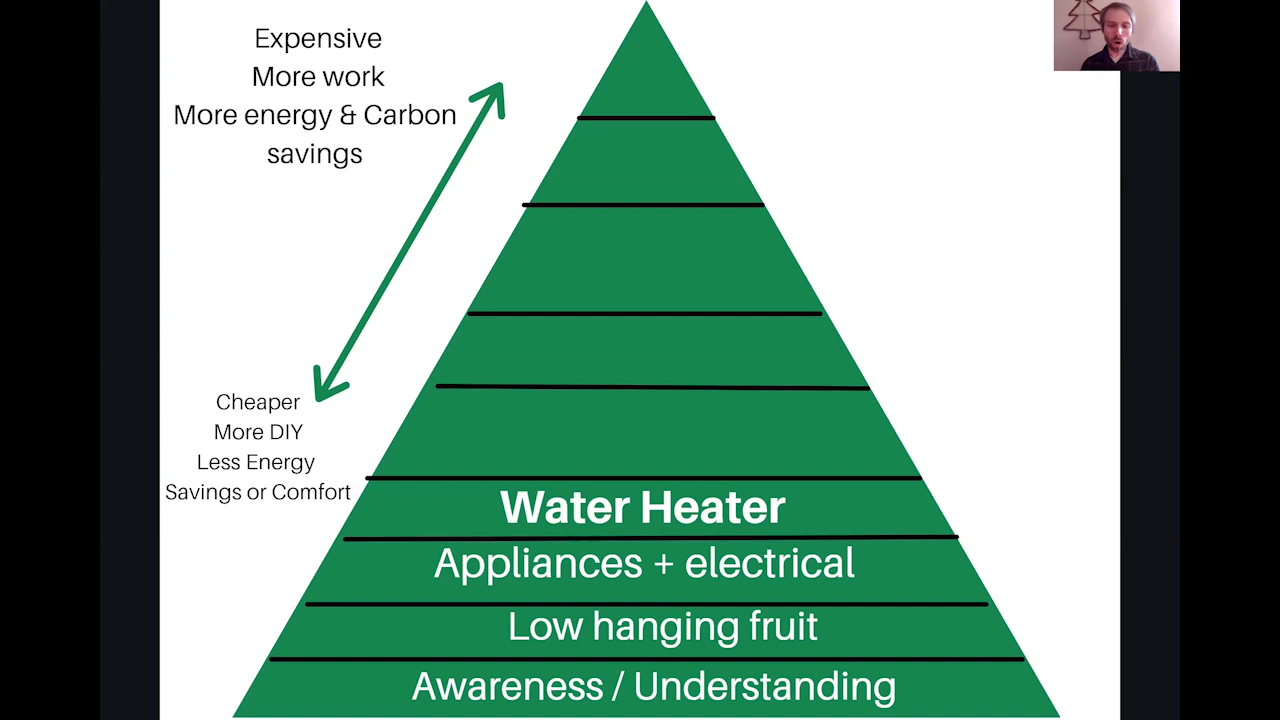 Expensive
More work
More energy & Carbon
savings
Cheaper
More DIY
Less Energy
Savings or Comfort
Water Heater
Appliances + electrical
Low hanging fruit
Awareness / Understanding